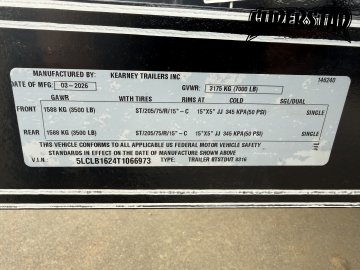 MANUFACTURED BY: KEARNEY TRAILERS INC 146240
DATE OF MFG: 03-2026 GVWR: 3175 KG (7000 LB)
GAWR WITH TIRES RIMS AT COLD SGL/DUAL
FRONT
1588 KG (3500 LB) ST/205/75/R/15" - C 15"X5" JJ 345 KPA(50 PSI) SINGLE
REAR 1588 KG (3500 LB) ST/205/75/R/15" - C 15"X5" JJ 345 KPA(50 PSI) SINGLE
THIS VEHICLE CONFORMS TO ALL APPLICABLE US FEDERAL MOTOR VEHICLE SAFETY
STANDARDS IN EFFECT ON THE DATE OF MANUFACTURE SHOWN ABOVE
V.I.N. 5LCLB1624T1066973 TYPE: TRAILER BTSTDUT 8316